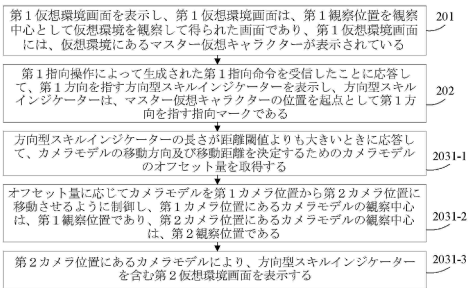 第1仮想環境画面を表示し、第1仮想環境画面は、第1観察位置を観察
中心として仮想環境を観察して得られた画面であり、第1仮想環境画面
には、仮想環境にあるマスター仮想キャラクターが表示されている
201
第1指向操作によって生成された第1指向命令を受信したことに応答し
て、第1方向を指す方向型スキルインジケーターを表示し、方向型スキル
インジケーターは、マスター仮想キャラクターの位置を起点として第1方
向を指す指向マークである
202
方向型スキルインジケーターの長さが距離閾値よりも大きいときに応答
して、カメラモデルの移動方向及び移動距離を決定するためのカメラモデル
のオフセット量を取得する
2031-1
オフセット量に応じてカメラモデルを第1カメラ位置から第2カメラ位置に
移動させるように制御し、第1カメラ位置にあるカメラモデルの観察中心
は、第1観察位置であり、第2カメラ位置にあるカメラモデルの観察中心
は、第2観察位置である
2031-2
第2カメラ位置にあるカメラモデルにより、方向型スキルインジケーター
を含む第2仮想環境画面を表示する
2031-3